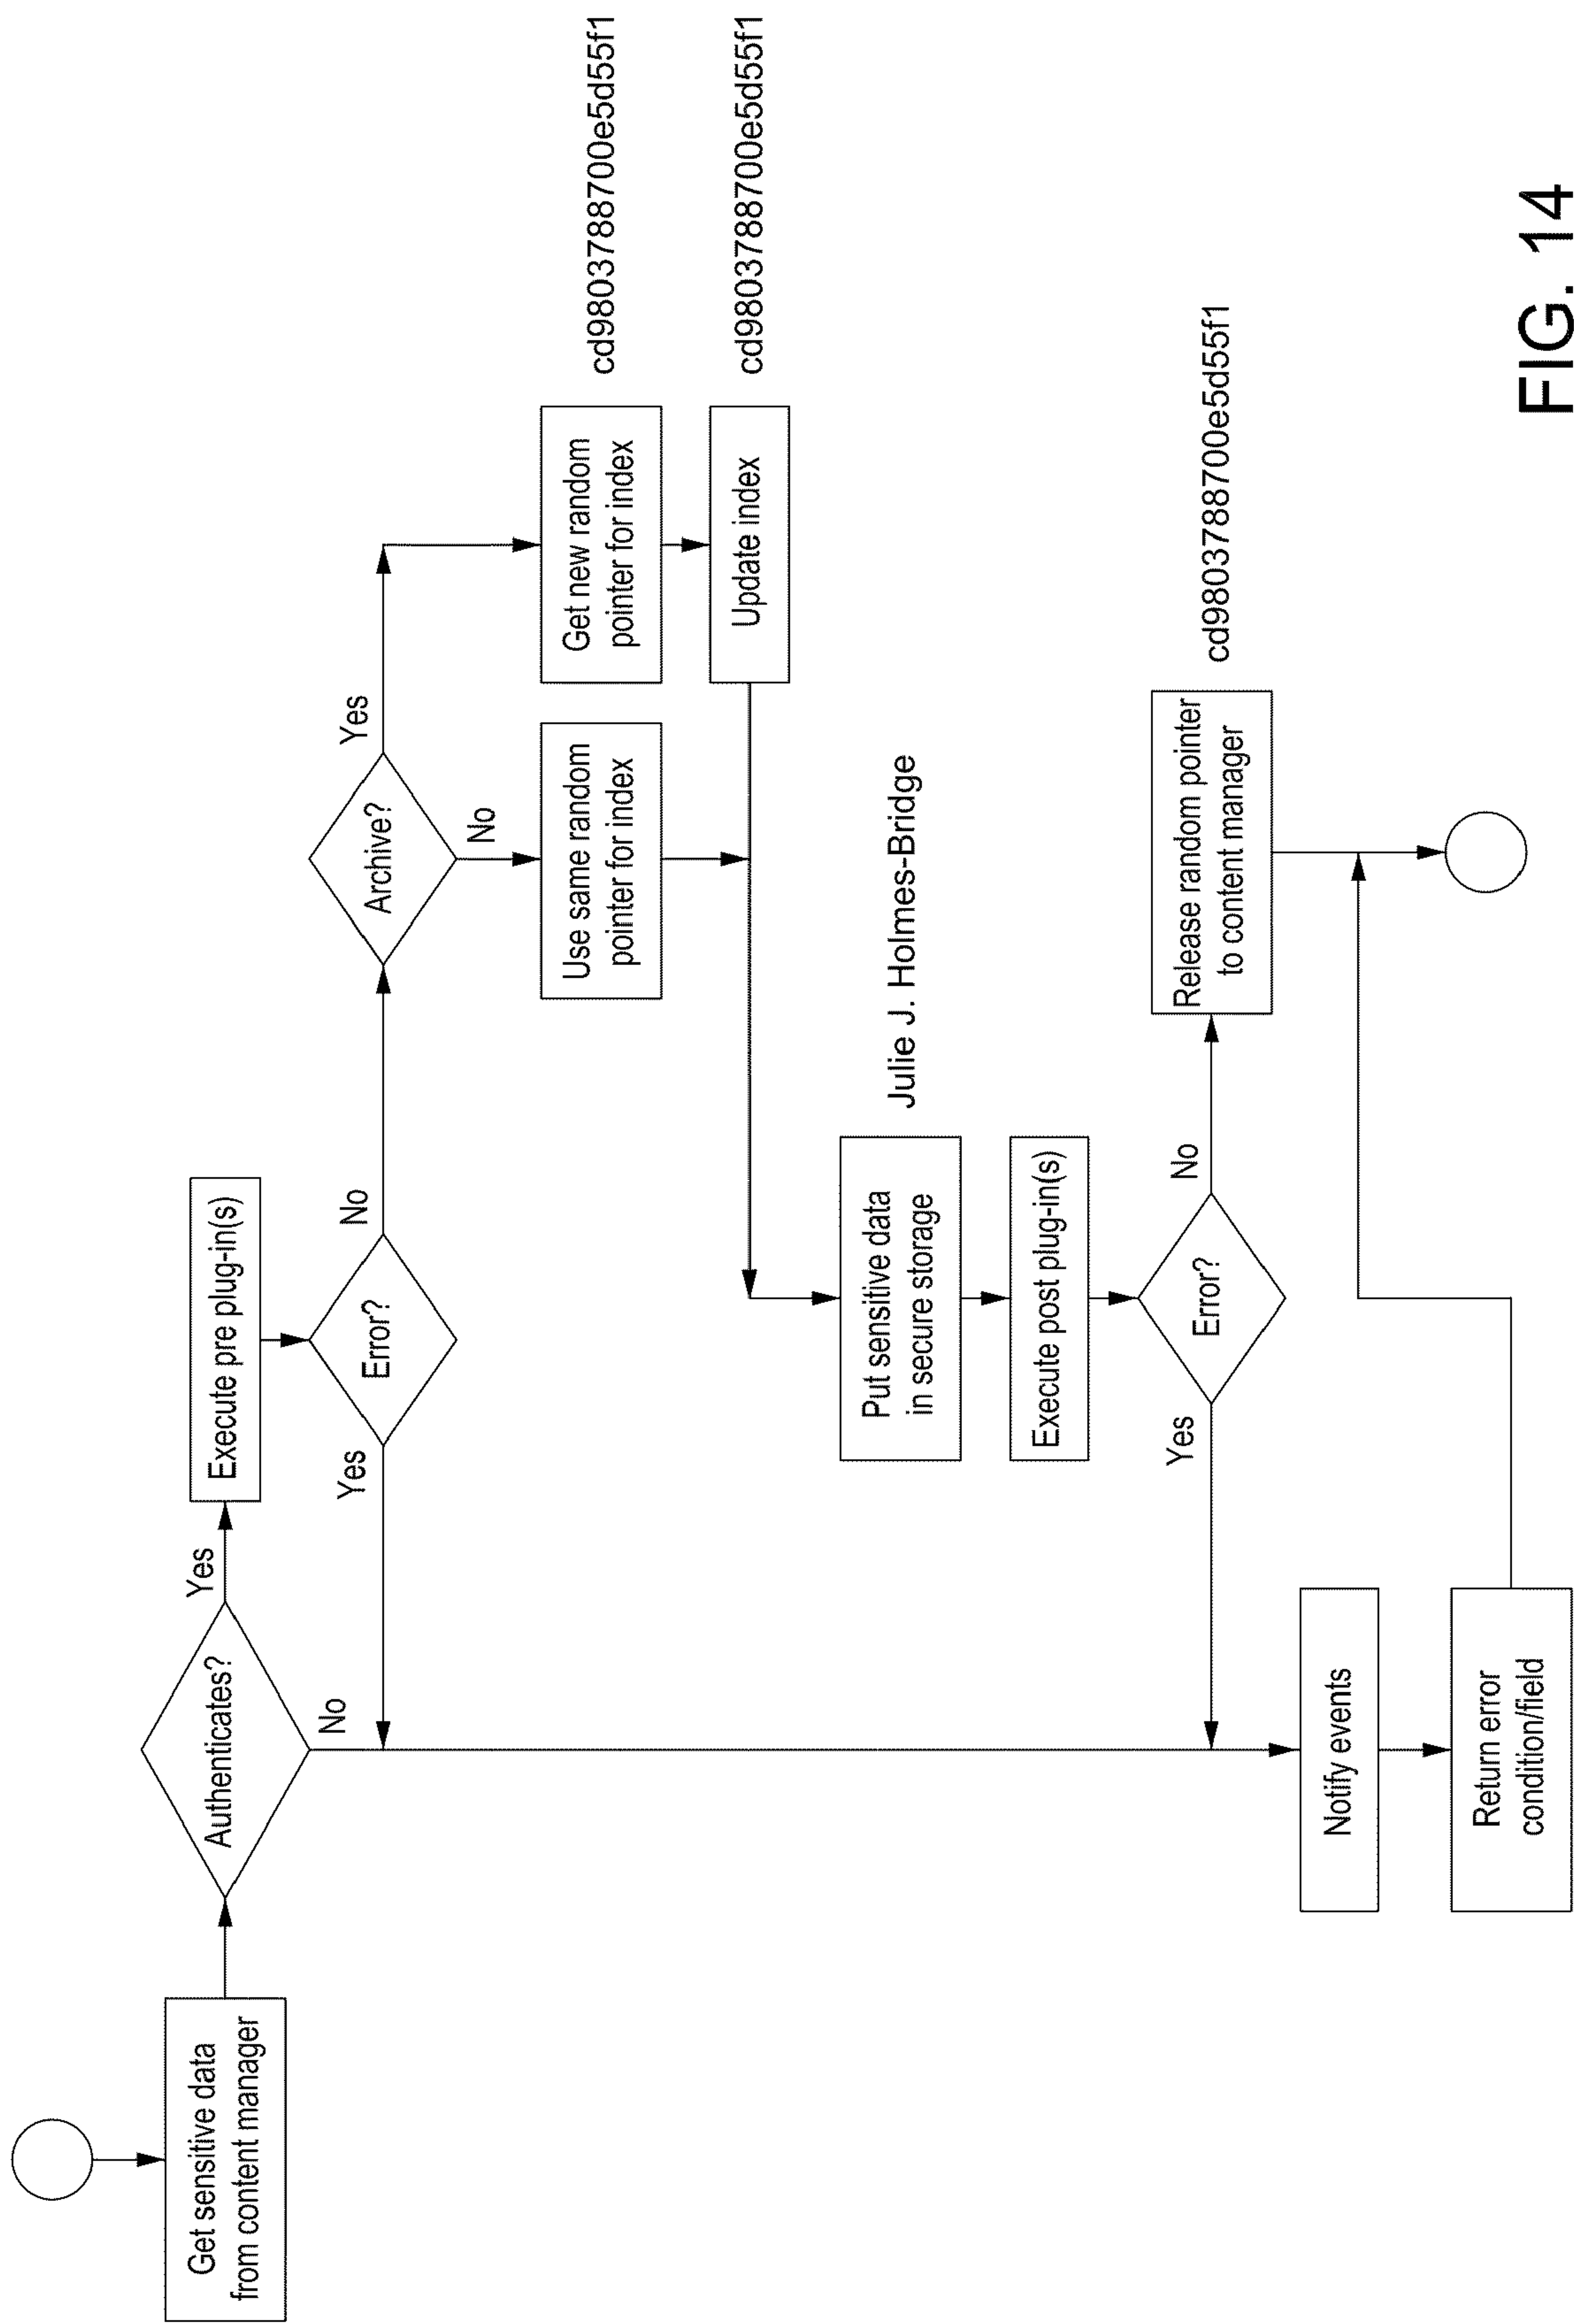 Get sensitive data
from content manager
Authenticates?
Yes
No
Execute pre plug-in(s)
Error?
Yes
No
Archive?
Yes
No
Use same random
pointer for index
Get new random
pointer for index
cd9803788700e5d55f1
Update index
cd9803788700e5d55f1
Put sensitive data
in secure storage
Julie J. Holmes-Bridge
Execute post plug-in(s)
Error?
Yes
No
Release random pointer
to content manager
cd9803788700e5d55f1
Notify events
Return error
condition/field
FIG. 14